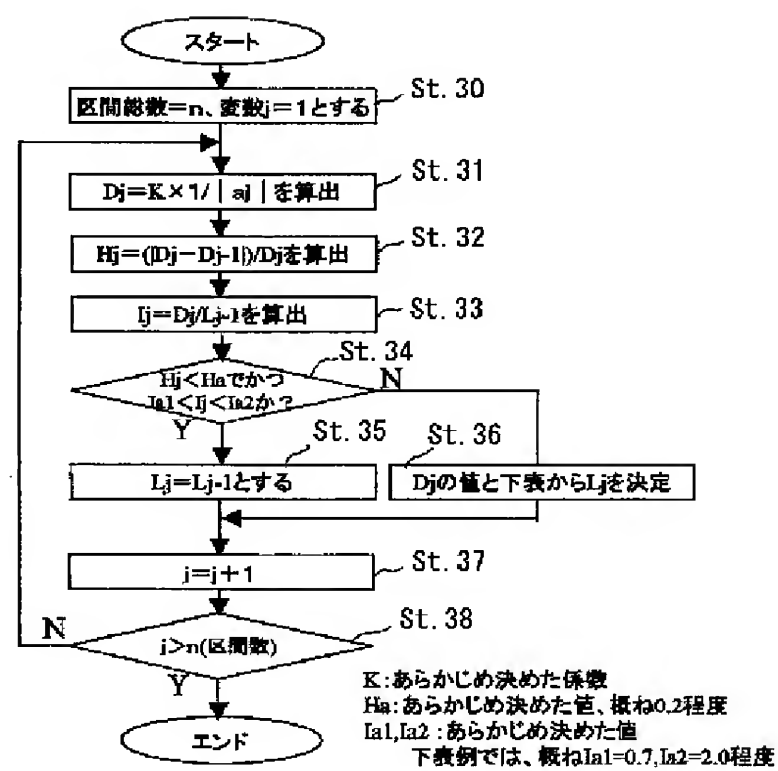 スタート
St.30
区間総数＝n、変数j＝1とする
St.31
Dj＝K×1/｜aj｜を算出
St.32
Hj＝(|Dj－Dj-1|)/Djを算出
St.33
Ij＝Dj/Lj-1を算出
St.34
Hj＜Haでかつ
Ia1＜Ij＜Ia2か？
N
Y
St.35
St.36
Lj＝Lj-1とする
Djの値と下表からLjを決定
St.37
j＝j＋1
St.38
N
j＞n(区間数)
Y
エンド
K：あらかじめ決めた係数
Ha：あらかじめ決めた値、概ね0.2程度
Ia1,Ia2：あらかじめ決めた値
下表例では、概ねIa1=0.7,Ia2=2.0程度